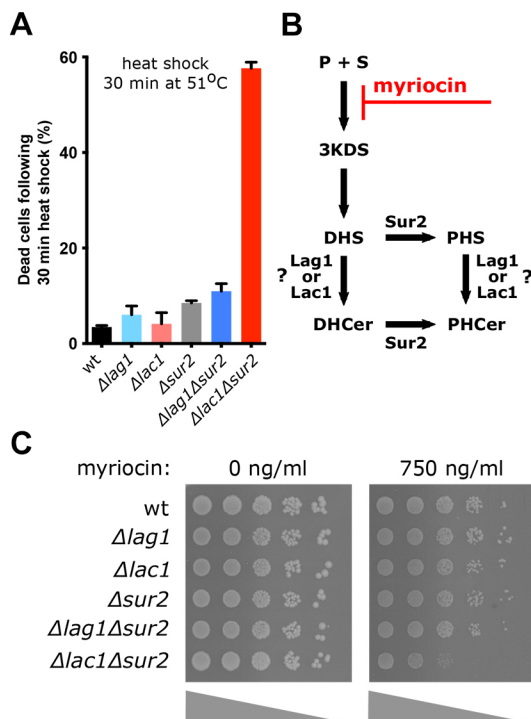 A
heat shock
30 min at 51°C
Dead cells following
30 min heat shock (%)
60
40
20
0
wt
Δlag1
Δlac1
Δsur2
Δlag1Δsur2
Δlac1Δsur2
B
P + S
myriocin
3KDS
Sur2
DHS
PHS
? Lag1
or
Lac1
Lag1 ?
or
Lac1
DHCer
PHCer
Sur2
C
myriocin:
0 ng/ml
750 ng/ml
wt
Δlag1
Δlac1
Δsur2
Δlag1Δsur2
Δlac1Δsur2